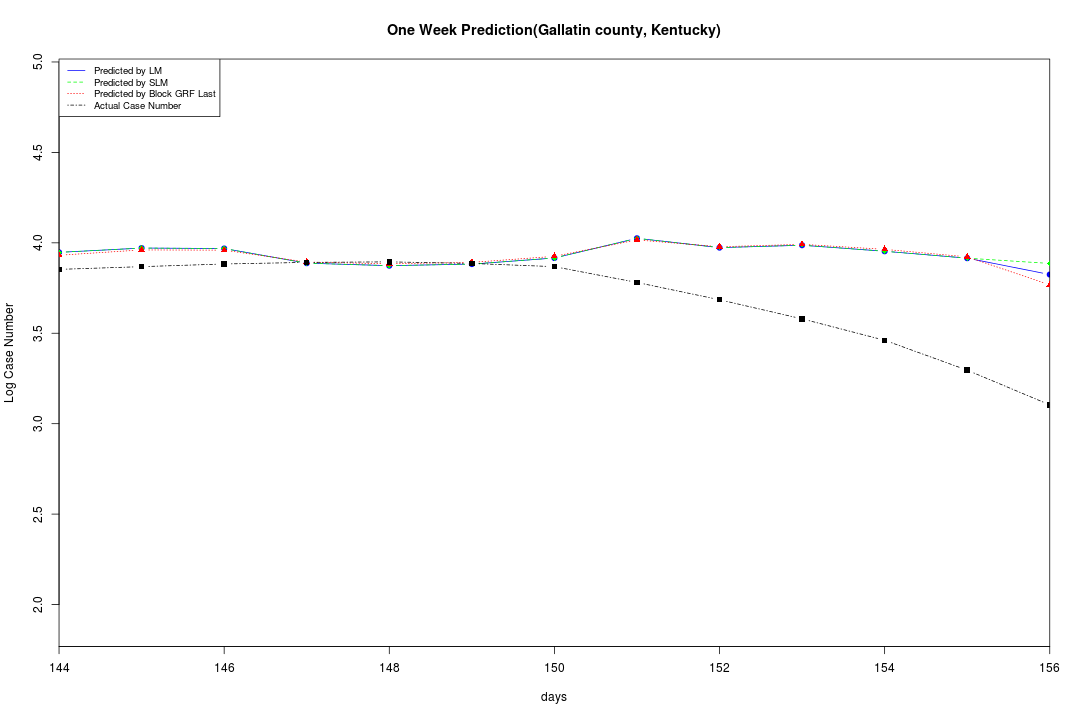 One Week Prediction(Gallatin county, Kentucky)
Predicted by LM
Predicted by SLM
Predicted by Block GRF Last
Actual Case Number
5.0
4.5
4.0
3.5
3.0
2.5
2.0
Log Case Number
144 146 148 150 152 154 156
days